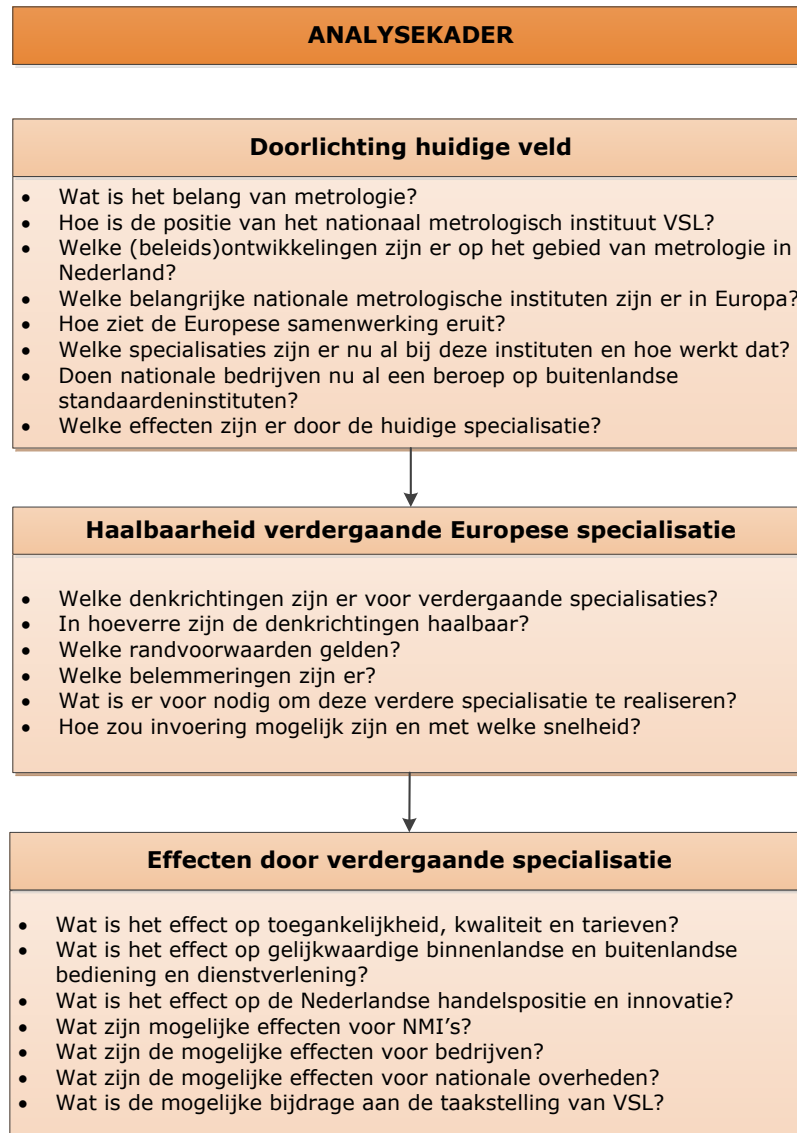 ANALYSEKADER
Doorlichting huidige veld
• Wat is het belang van metrologie?
• Hoe is de positie van het nationaal metrologisch instituut VSL?
• Welke (beleids)ontwikkelingen zijn er op het gebied van metrologie in
Nederland?
• Welke belangrijke nationale metrologische instituten zijn er in Europa?
• Hoe ziet de Europese samenwerking eruit?
• Welke specialisaties zijn er nu al bij deze instituten en hoe werkt dat?
• Doen nationale bedrijven nu al een beroep op buitenlandse
standaardeninstituten?
• Welke effecten zijn er door de huidige specialisatie?
Haalbaarheid verdergaande Europese specialisatie
• Welke denkrichtingen zijn er voor verdergaande specialisaties?
• In hoeverre zijn de denkrichtingen haalbaar?
• Welke randvoorwaarden gelden?
• Welke belemmeringen zijn er?
• Wat is er voor nodig om deze verdere specialisatie te realiseren?
• Hoe zou invoering mogelijk zijn en met welke snelheid?
Effecten door verdergaande specialisatie
• Wat is het effect op toegankelijkheid, kwaliteit en tarieven?
• Wat is het effect op gelijkwaardige binnenlandse en buitenlandse
bediening en dienstverlening?
• Wat is het effect op de Nederlandse handelspositie en innovatie?
• Wat zijn mogelijke effecten voor NMI’s?
• Wat zijn de mogelijke effecten voor bedrijven?
• Wat zijn de mogelijke effecten voor nationale overheden?
• Wat is de mogelijke bijdrage aan de taakstelling van VSL?